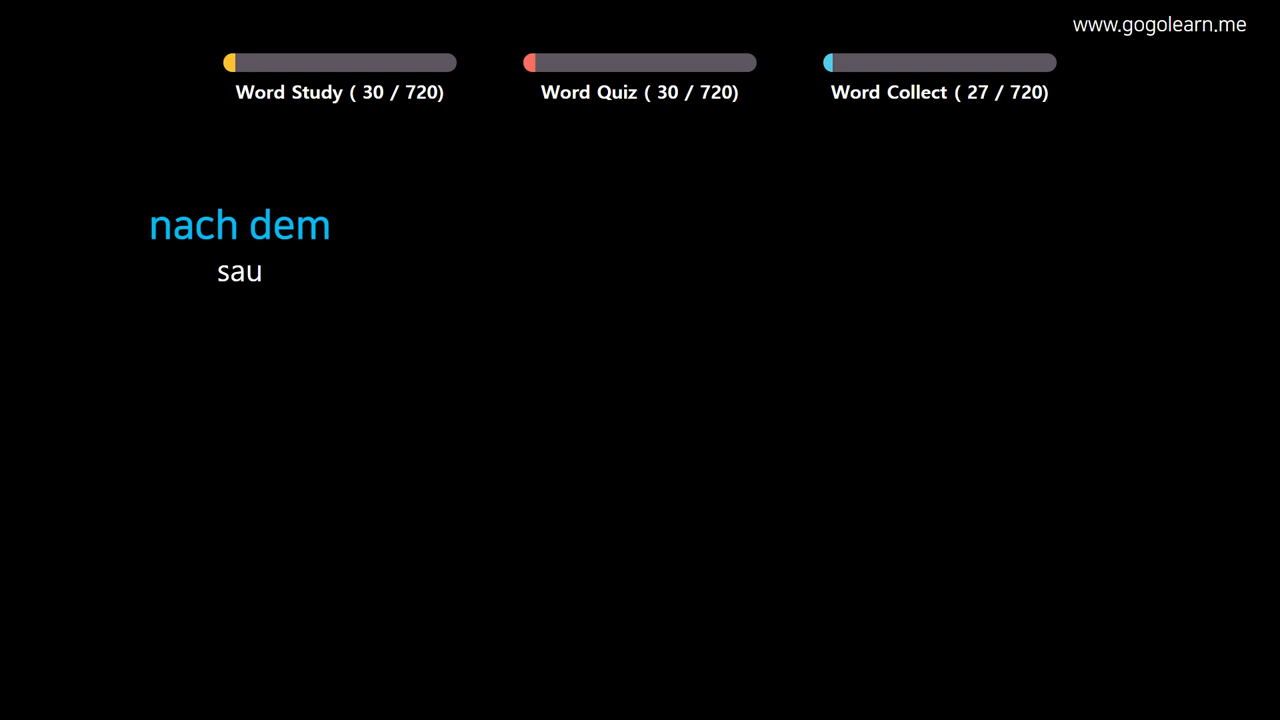 www.gogolearn.me
Word Study ( 30 / 720)
Word Quiz ( 30 / 720)
Word Collect ( 27 / 720)
nach dem
sau